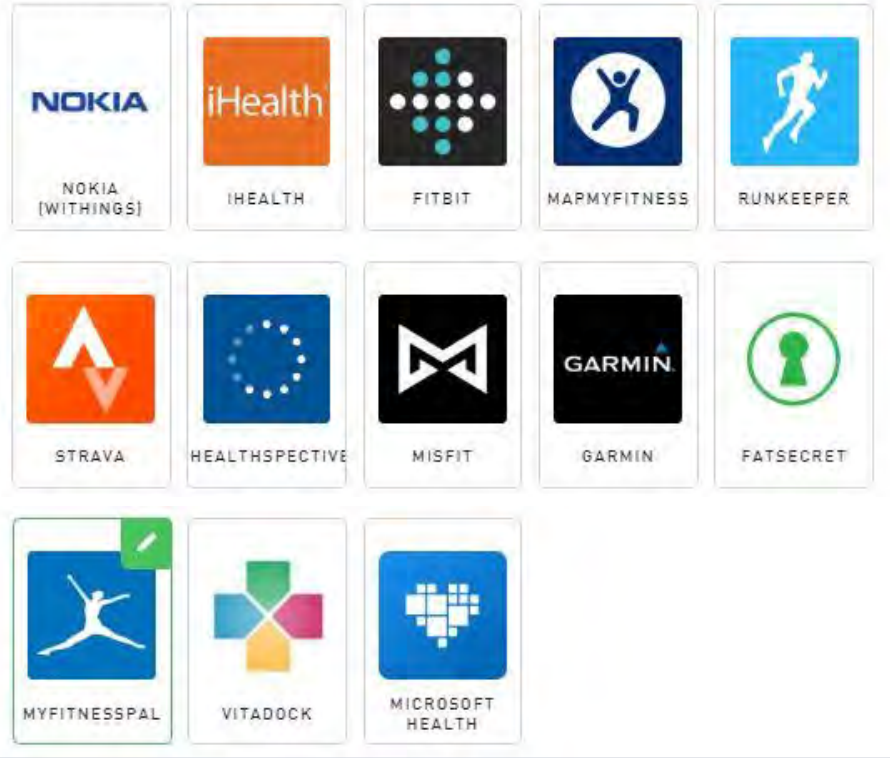 NOKIA
iHealth
NOKIA
(WITHINGS)
IHEALTH
FITBIT
MAPMYFITNESS
RUNKEEPER
GARMIN
STRAVA
HEALTHSPECTIVE
MISFIT
GARMIN
FATSECRET
MYFITNESSPAL
VITADOCK
MICROSOFT
HEALTH